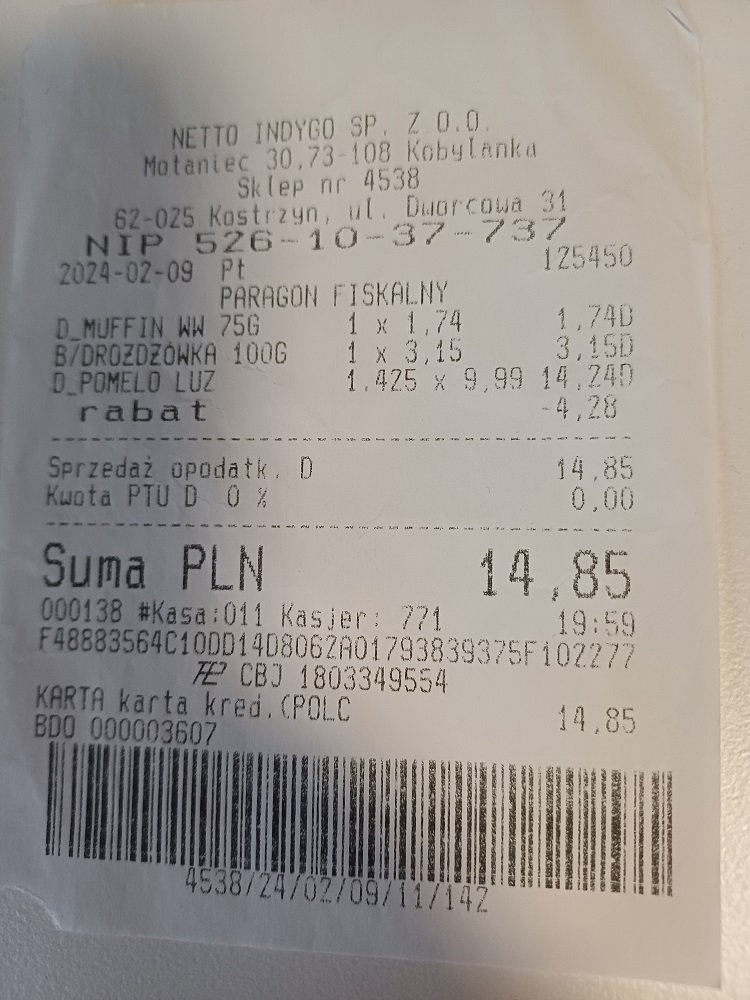 NETTO INDYGO SP. Z O.O.
Motaniec 30,73-108 Kobylanka
Sklep nr 4538
62-025 Kostrzyn, ul. Dworcowa 31
NIP 526-10-37-737
2024-02-09 Pt 125450
PARAGON FISKALNY
D_MUFFIN WW 75G 1 x 1,74 1,74D
B/DROŻDŻÓWKA 100G 1 x 3,15 3,15D
D_POMELO LUZ 1.425 x 9,99 14,24D
rabat -4,28
Sprzedaż opodatk. D 14,85
Kwota PTU D 0 % 0,00
Suma PLN 14,85
000138 #Kasa:011 Kasjer: 771 19:59
F48883564C10DD14D8062A01793839375F102277
CBJ 1803349554
KARTA karta kred.(POLC 14,85
BDO 000003607
4538/24/02/09/11/142